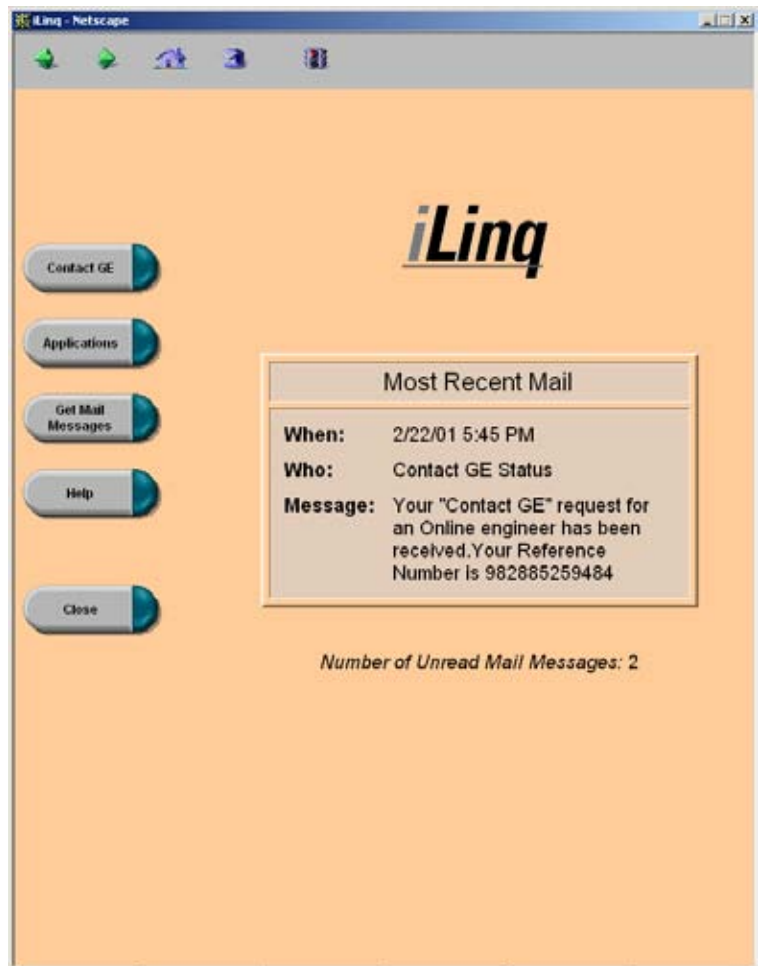 iLinq - Netscape
iLinq
Contact GE
Applications
Get Mail
Messages
Help
Close
Most Recent Mail
When: 2/22/01 5:45 PM
Who: Contact GE Status
Message: Your "Contact GE" request for
an Online engineer has been
received.Your Reference
Number is 982885259484
Number of Unread Mail Messages: 2